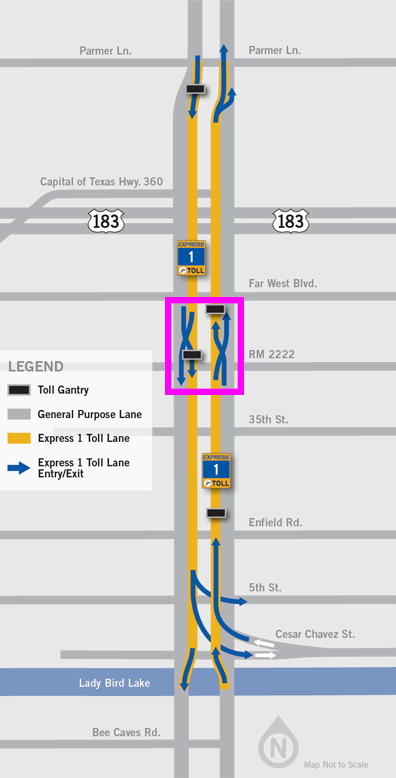 Parmer Ln.
Parmer Ln.
Capital of Texas Hwy. 360
183
183
EXPRESS
1
TOLL
Far West Blvd.
RM 2222
LEGEND
Toll Gantry
General Purpose Lane
Express 1 Toll Lane
Express 1 Toll Lane
Entry/Exit
35th St.
EXPRESS
1
TOLL
Enfield Rd.
5th St.
Cesar Chavez St.
Lady Bird Lake
Bee Caves Rd.
N
Map Not to Scale